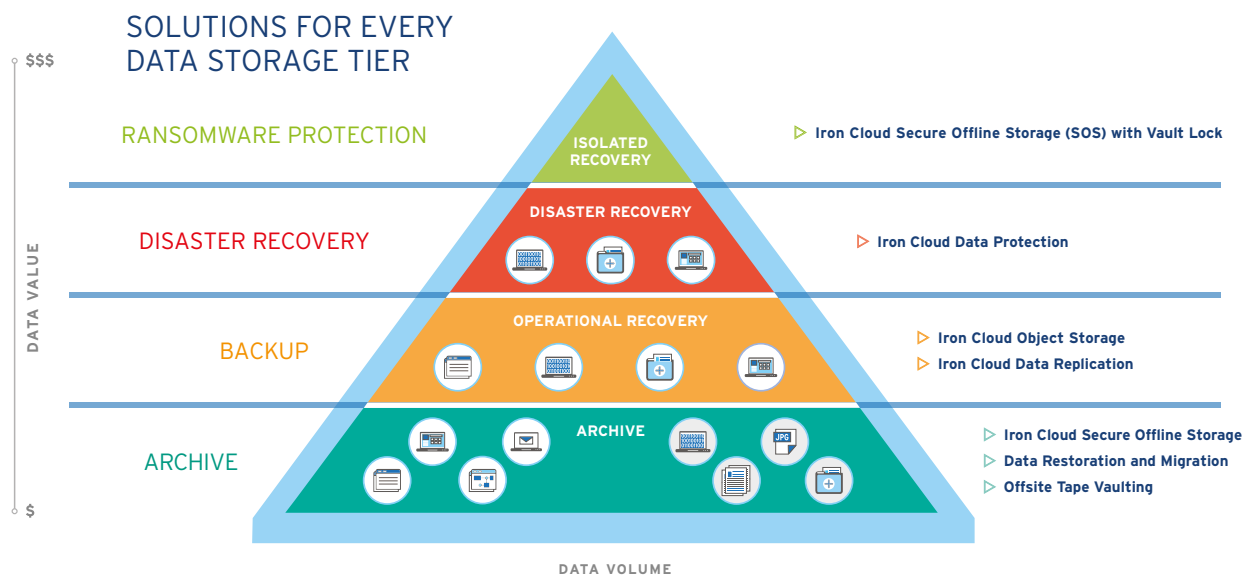 SOLUTIONS FOR EVERY
DATA STORAGE TIER
$$$
DATA VALUE
$
RANSOMWARE PROTECTION
ISOLATED
RECOVERY
Iron Cloud Secure Offline Storage (SOS) with Vault Lock
DISASTER RECOVERY
DISASTER RECOVERY
Iron Cloud Data Protection
BACKUP
OPERATIONAL RECOVERY
Iron Cloud Object Storage
Iron Cloud Data Replication
ARCHIVE
ARCHIVE
JPG
Iron Cloud Secure Offline Storage
Data Restoration and Migration
Offsite Tape Vaulting
DATA VOLUME